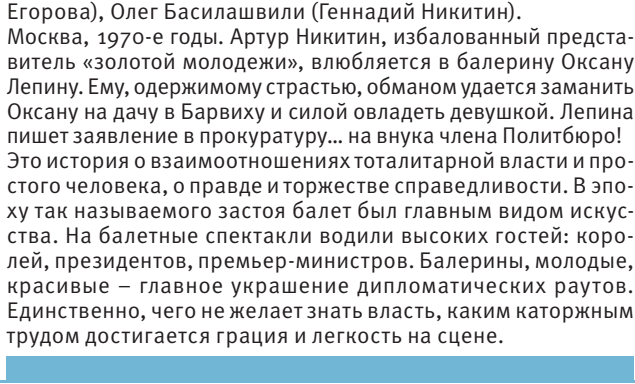 Егорова), Олег Басилашвили (Геннадий Никитин).
Москва, 1970-е годы. Артур Никитин, избалованный предста-
витель «золотой молодежи», влюбляется в балерину Оксану
Лепину. Ему, одержимому страстью, обманом удается заманить
Оксану на дачу в Барвиху и силой овладеть девушкой. Лепина
пишет заявление в прокуратуру... на внука члена Политбюро!
Это история о взаимоотношениях тоталитарной власти и про-
стого человека, о правде и торжестве справедливости. В эпо-
ху так называемого застоя балет был главным видом искус-
ства. На балетные спектакли водили высоких гостей: коро-
лей, президентов, премьер-министров. Балерины, молодые,
красивые – главное украшение дипломатических раутов.
Единственно, чего не желает знать власть, каким каторжным
трудом достигается грация и легкость на сцене.